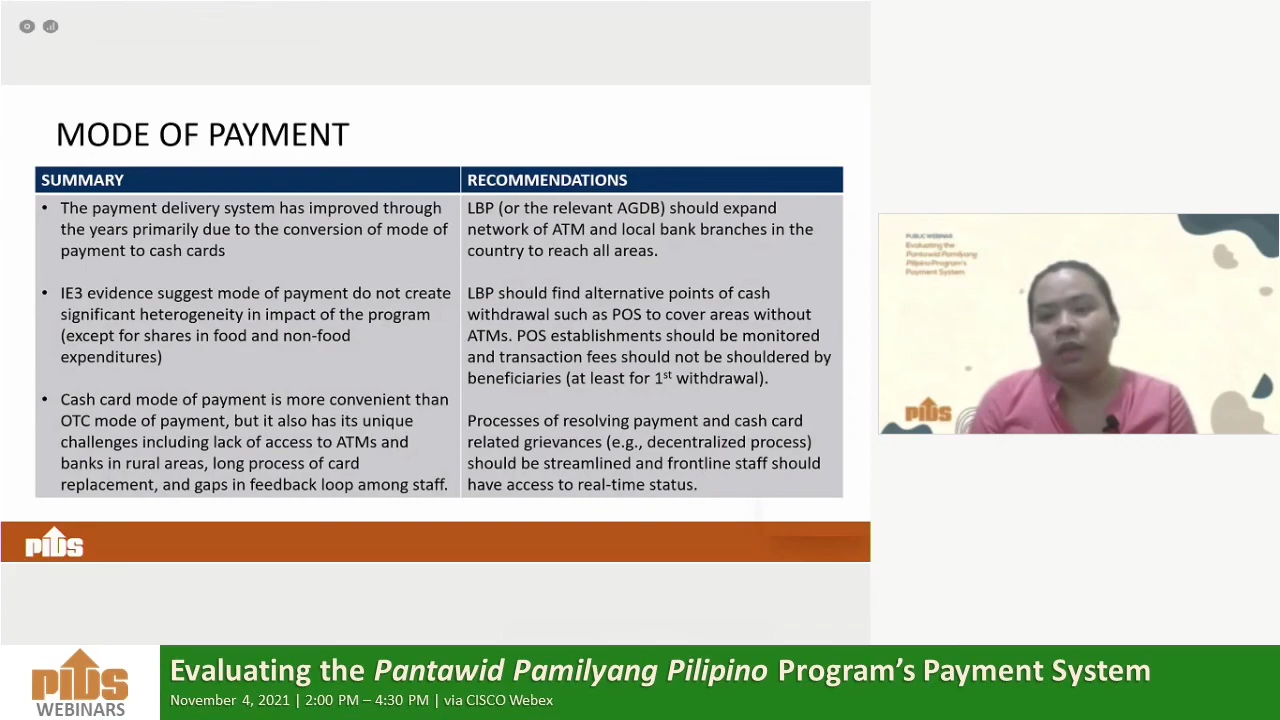 MODE OF PAYMENT
SUMMARY
• The payment delivery system has improved through
the years primarily due to the conversion of mode of
payment to cash cards
• IE3 evidence suggest mode of payment do not create
significant heterogeneity in impact of the program
(except for shares in food and non-food
expenditures)
• Cash card mode of payment is more convenient than
OTC mode of payment, but it also has its unique
challenges including lack of access to ATMs and
banks in rural areas, long process of card
replacement, and gaps in feedback loop among staff.
RECOMMENDATIONS
LBP (or the relevant AGDB) should expand
network of ATM and local bank branches in the
country to reach all areas.
LBP should find alternative points of cash
withdrawal such as POS to cover areas without
ATMs. POS establishments should be monitored
and transaction fees should not be shouldered by
beneficiaries (at least for 1st withdrawal).
Processes of resolving payment and cash card
related grievances (e.g., decentralized process)
should be streamlined and frontline staff should
have access to real-time status.
pids
PUBLIC WEBINAR
Evaluating the
Pantawid Pamilyang
Pilipino Program's
Payment System
pids
pids
WEBINARS
Evaluating the Pantawid Pamilyang Pilipino Program's Payment System
November 4, 2021 | 2:00 PM – 4:30 PM | via CISCO Webex